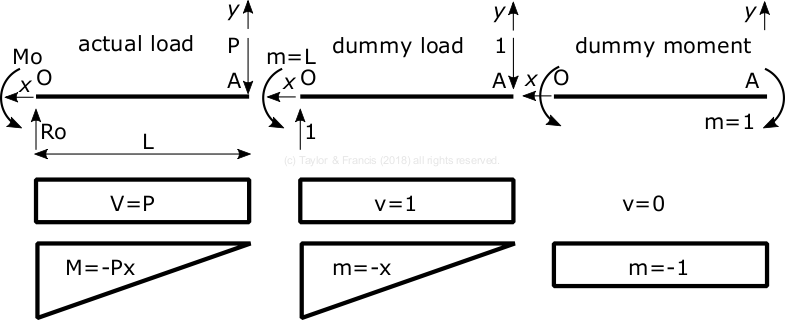 y y y
actual load P dummy load 1 dummy moment
Mo m=L
x O A x O A x O A
Ro 1 m=1
L
(c) Taylor & Francis (2018) all rights reserved.
V=P v=1 v=0
M=-Px m=-x m=-1